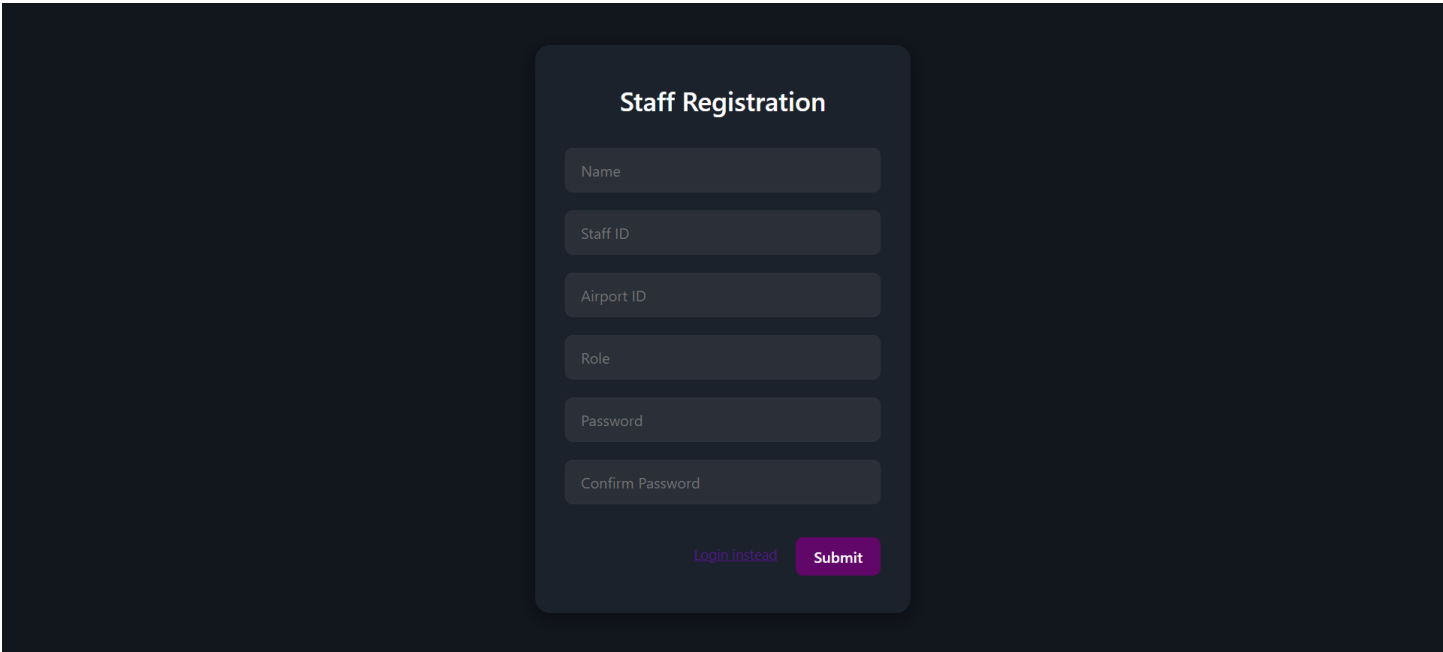 Staff Registration
Name
Staff ID
Airport ID
Role
Password
Confirm Password
Login instead Submit